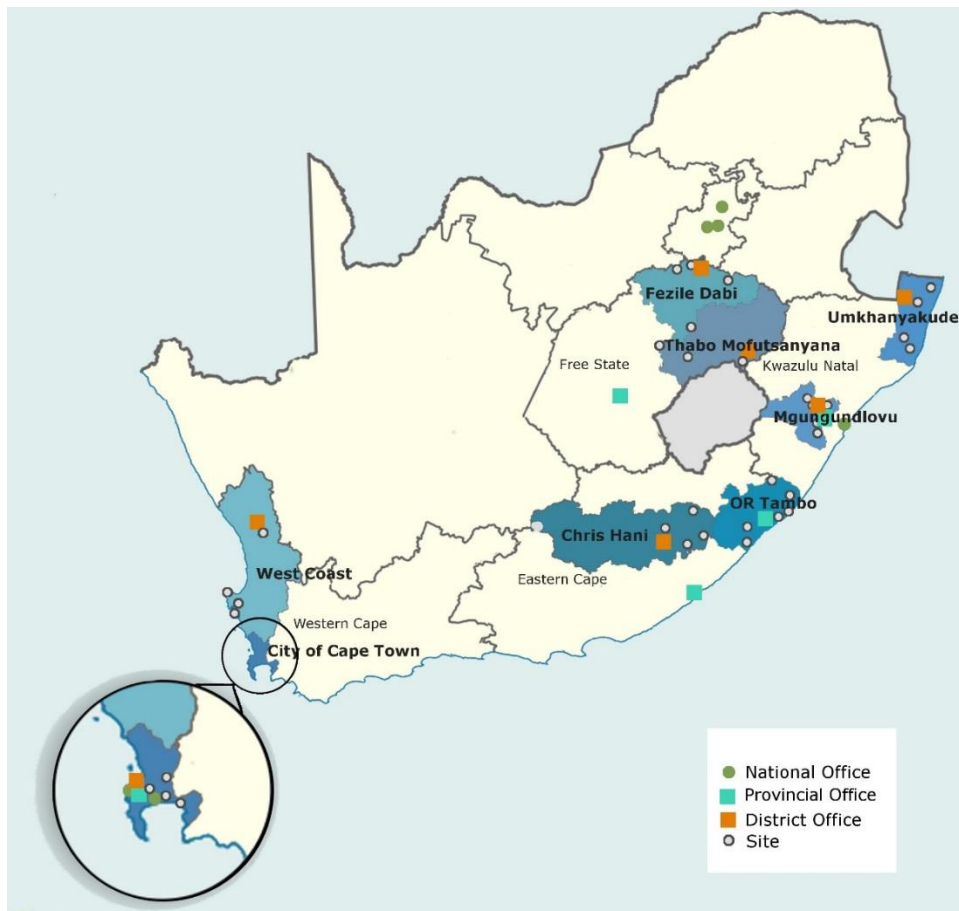 Fezile Dabi
Umkhanyakude
Thabo Mofutsanyana
Free State
Kwazulu Natal
Mgungundlovu
OR Tambo
Chris Hani
West Coast
Eastern Cape
Western Cape
City of Cape Town
National Office
Provincial Office
District Office
Site